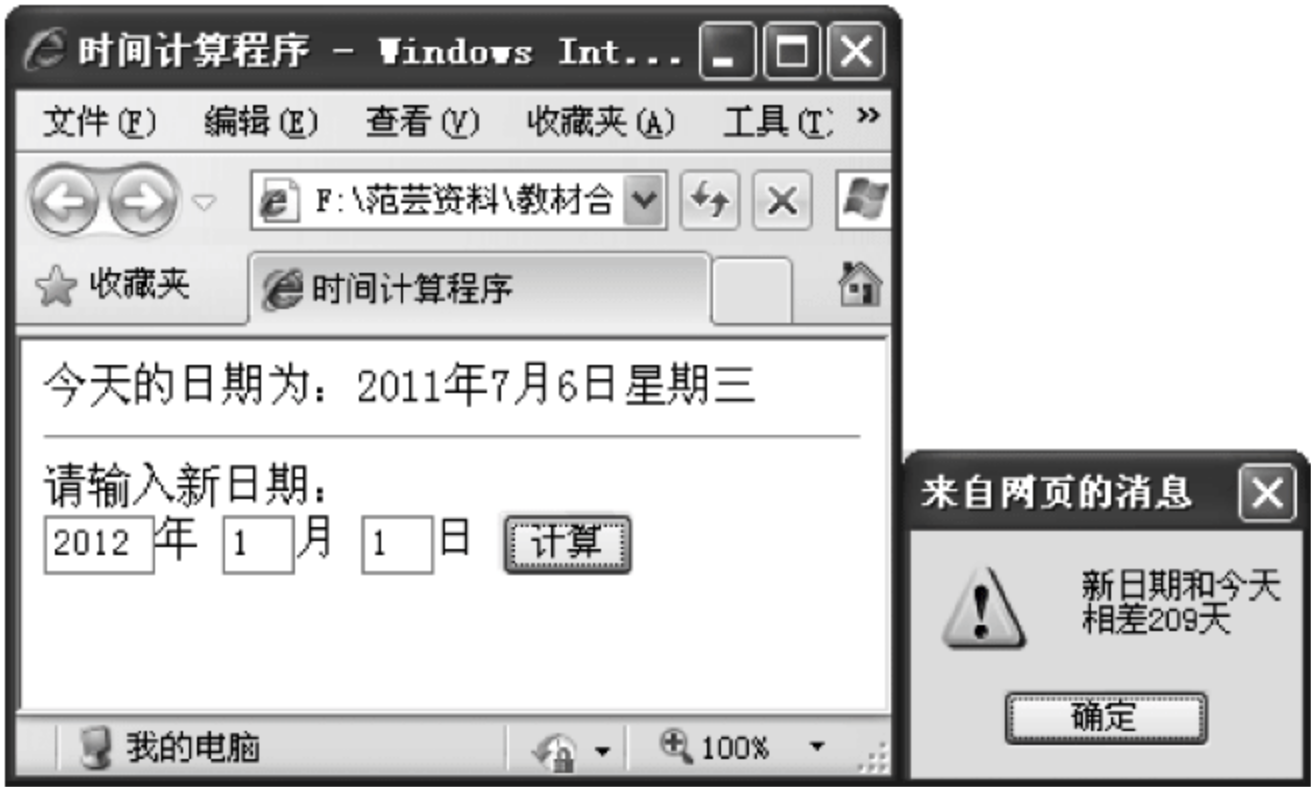 时间计算程序 - Windows Int...
文件(F) 编辑(E) 查看(V) 收藏夹(A) 工具(T) »
F:\范芸资料\教材合
收藏夹 时间计算程序
今天的日期为：2011年7月6日星期三
请输入新日期：
2012年 1月 1日 计算
我的电脑 100%
来自网页的消息
新日期和今天
相差209天
确定